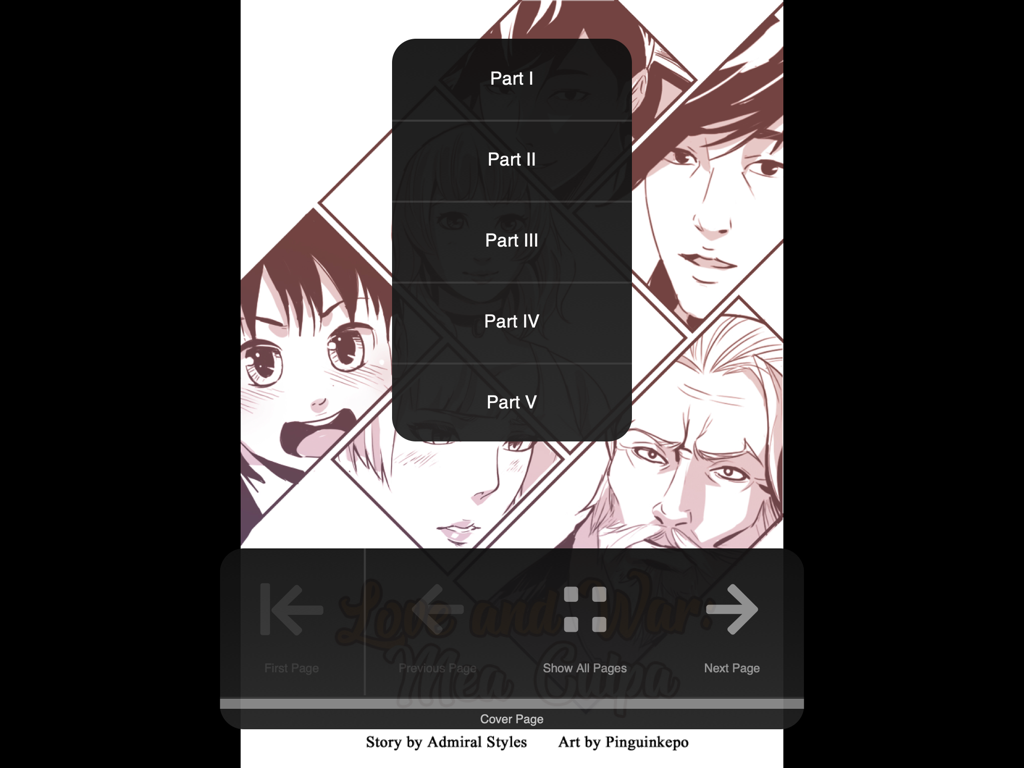 Part I
Part II
Part III
Part IV
Part V
Love and War:
Mea Culpa
First Page
Previous Page
Show All Pages
Next Page
Cover Page
Story by Admiral Styles
Art by Pinguinkepo